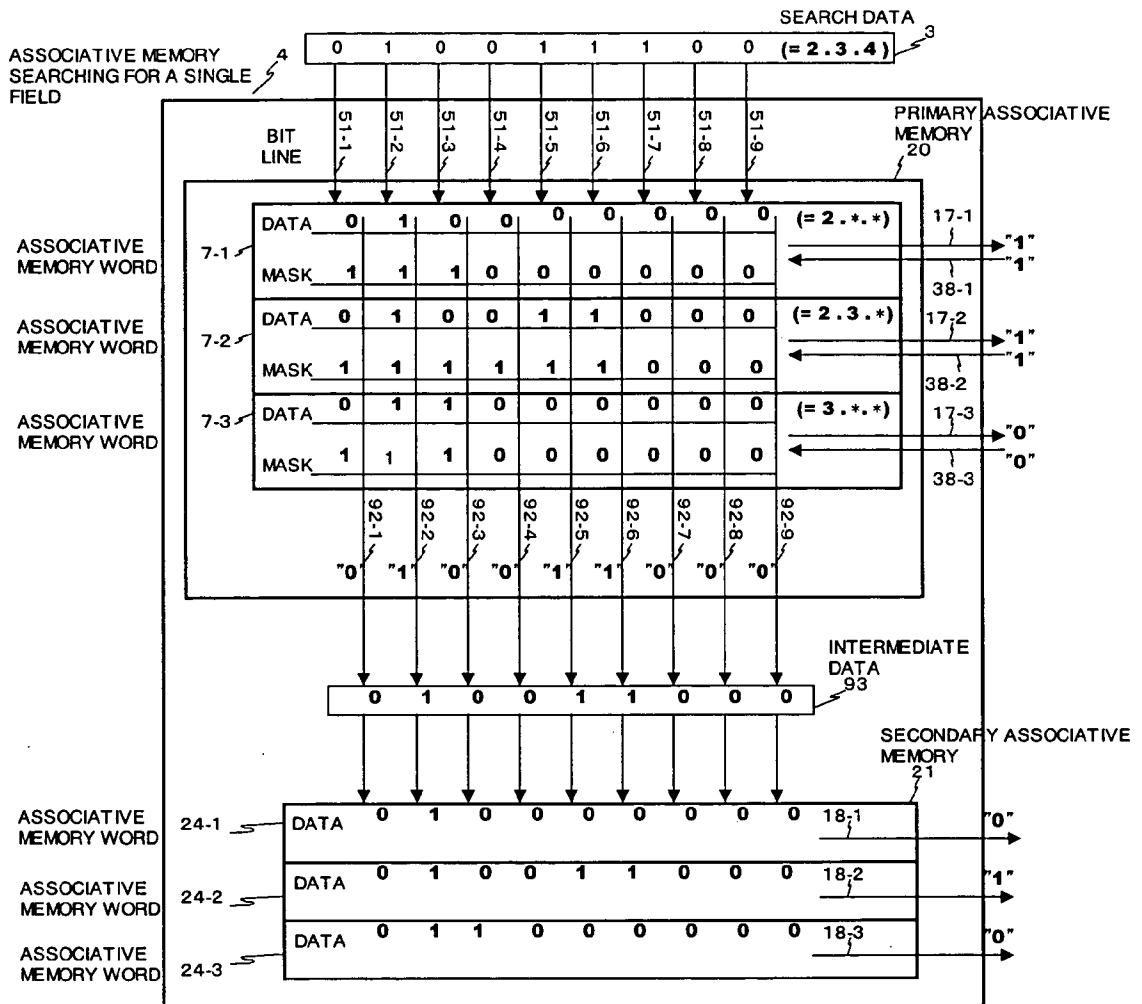 SEARCH DATA
3
0 1 0 0 1 1 1 0 0 (= 2.3.4)
ASSOCIATIVE MEMORY
SEARCHING FOR A SINGLE
FIELD
4
BIT
LINE
51-1 51-2 51-3 51-4 51-5 51-6 51-7 51-8 51-9
PRIMARY ASSOCIATIVE
MEMORY
20
ASSOCIATIVE
MEMORY WORD
7-1
DATA 0 1 0 0 0 0 0 0 0 (= 2.*.*)
MASK 1 1 1 0 0 0 0 0 0
17-1
"1"
"1"
38-1
ASSOCIATIVE
MEMORY WORD
7-2
DATA 0 1 0 0 1 1 0 0 0 (= 2.3.*)
MASK 1 1 1 1 1 1 0 0 0
17-2
"1"
"1"
38-2
ASSOCIATIVE
MEMORY WORD
7-3
DATA 0 1 1 0 0 0 0 0 0 (= 3.*.*)
MASK 1 1 1 0 0 0 0 0 0
17-3
"0"
"0"
38-3
92-1 92-2 92-3 92-4 92-5 92-6 92-7 92-8 92-9
"0" "1" "0" "0" "1" "1" "0" "0" "0"
INTERMEDIATE
DATA
93
0 1 0 0 1 1 0 0 0
SECONDARY ASSOCIATIVE
MEMORY
21
ASSOCIATIVE
MEMORY WORD
24-1
DATA 0 1 0 0 0 0 0 0 0
18-1
"0"
ASSOCIATIVE
MEMORY WORD
24-2
DATA 0 1 0 0 1 1 0 0 0
18-2
"1"
ASSOCIATIVE
MEMORY WORD
24-3
DATA 0 1 1 0 0 0 0 0 0
18-3
"0"